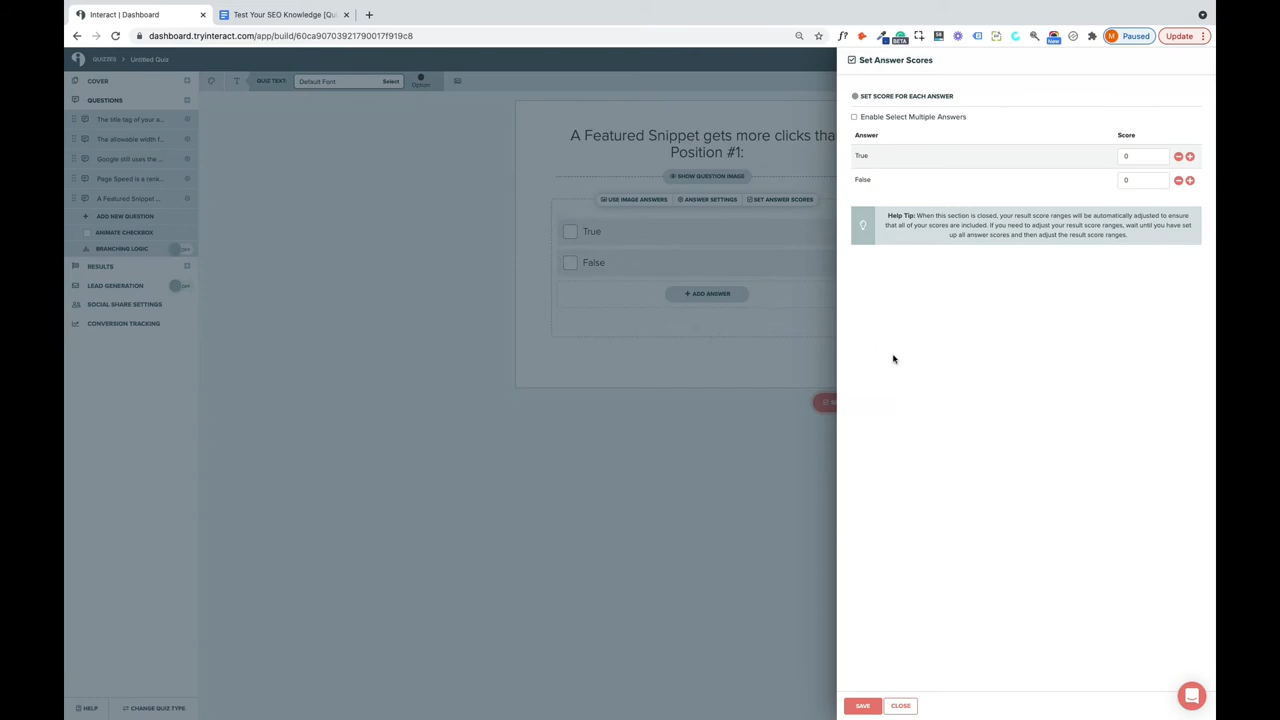 Interact | Dashboard
Test Your SEO Knowledge [Qu
dashboard.tryinteract.com/app/build/60ca90703921790017f919c8
BETA
New
M Paused
Update
QUIZZES
Untitled Quiz
COVER
QUESTIONS
The title tag of your a...
The allowable width f...
Google still uses the ...
Page Speed is a rank...
A Featured Snippet ...
+ ADD NEW QUESTION
ANIMATE CHECKBOX
BRANCHING LOGIC OFF
RESULTS
LEAD GENERATION OFF
SOCIAL SHARE SETTINGS
CONVERSION TRACKING
HELP
CHANGE QUIZ TYPE
QUIZ TEXT: Default Font Select
Option
A Featured Snippet gets more clicks tha
Position #1:
SHOW QUESTION IMAGE
USE IMAGE ANSWERS
ANSWER SETTINGS
SET ANSWER SCORES
True
False
+ ADD ANSWER
Set Answer Scores
SET SCORE FOR EACH ANSWER
Enable Select Multiple Answers
Answer Score
True 0
False 0
Help Tip: When this section is closed, your result score ranges will be automatically adjusted to ensure
that all of your scores are included. If you need to adjust your result score ranges, wait until you have set
up all answer scores and then adjust the result score ranges.
SAVE
CLOSE